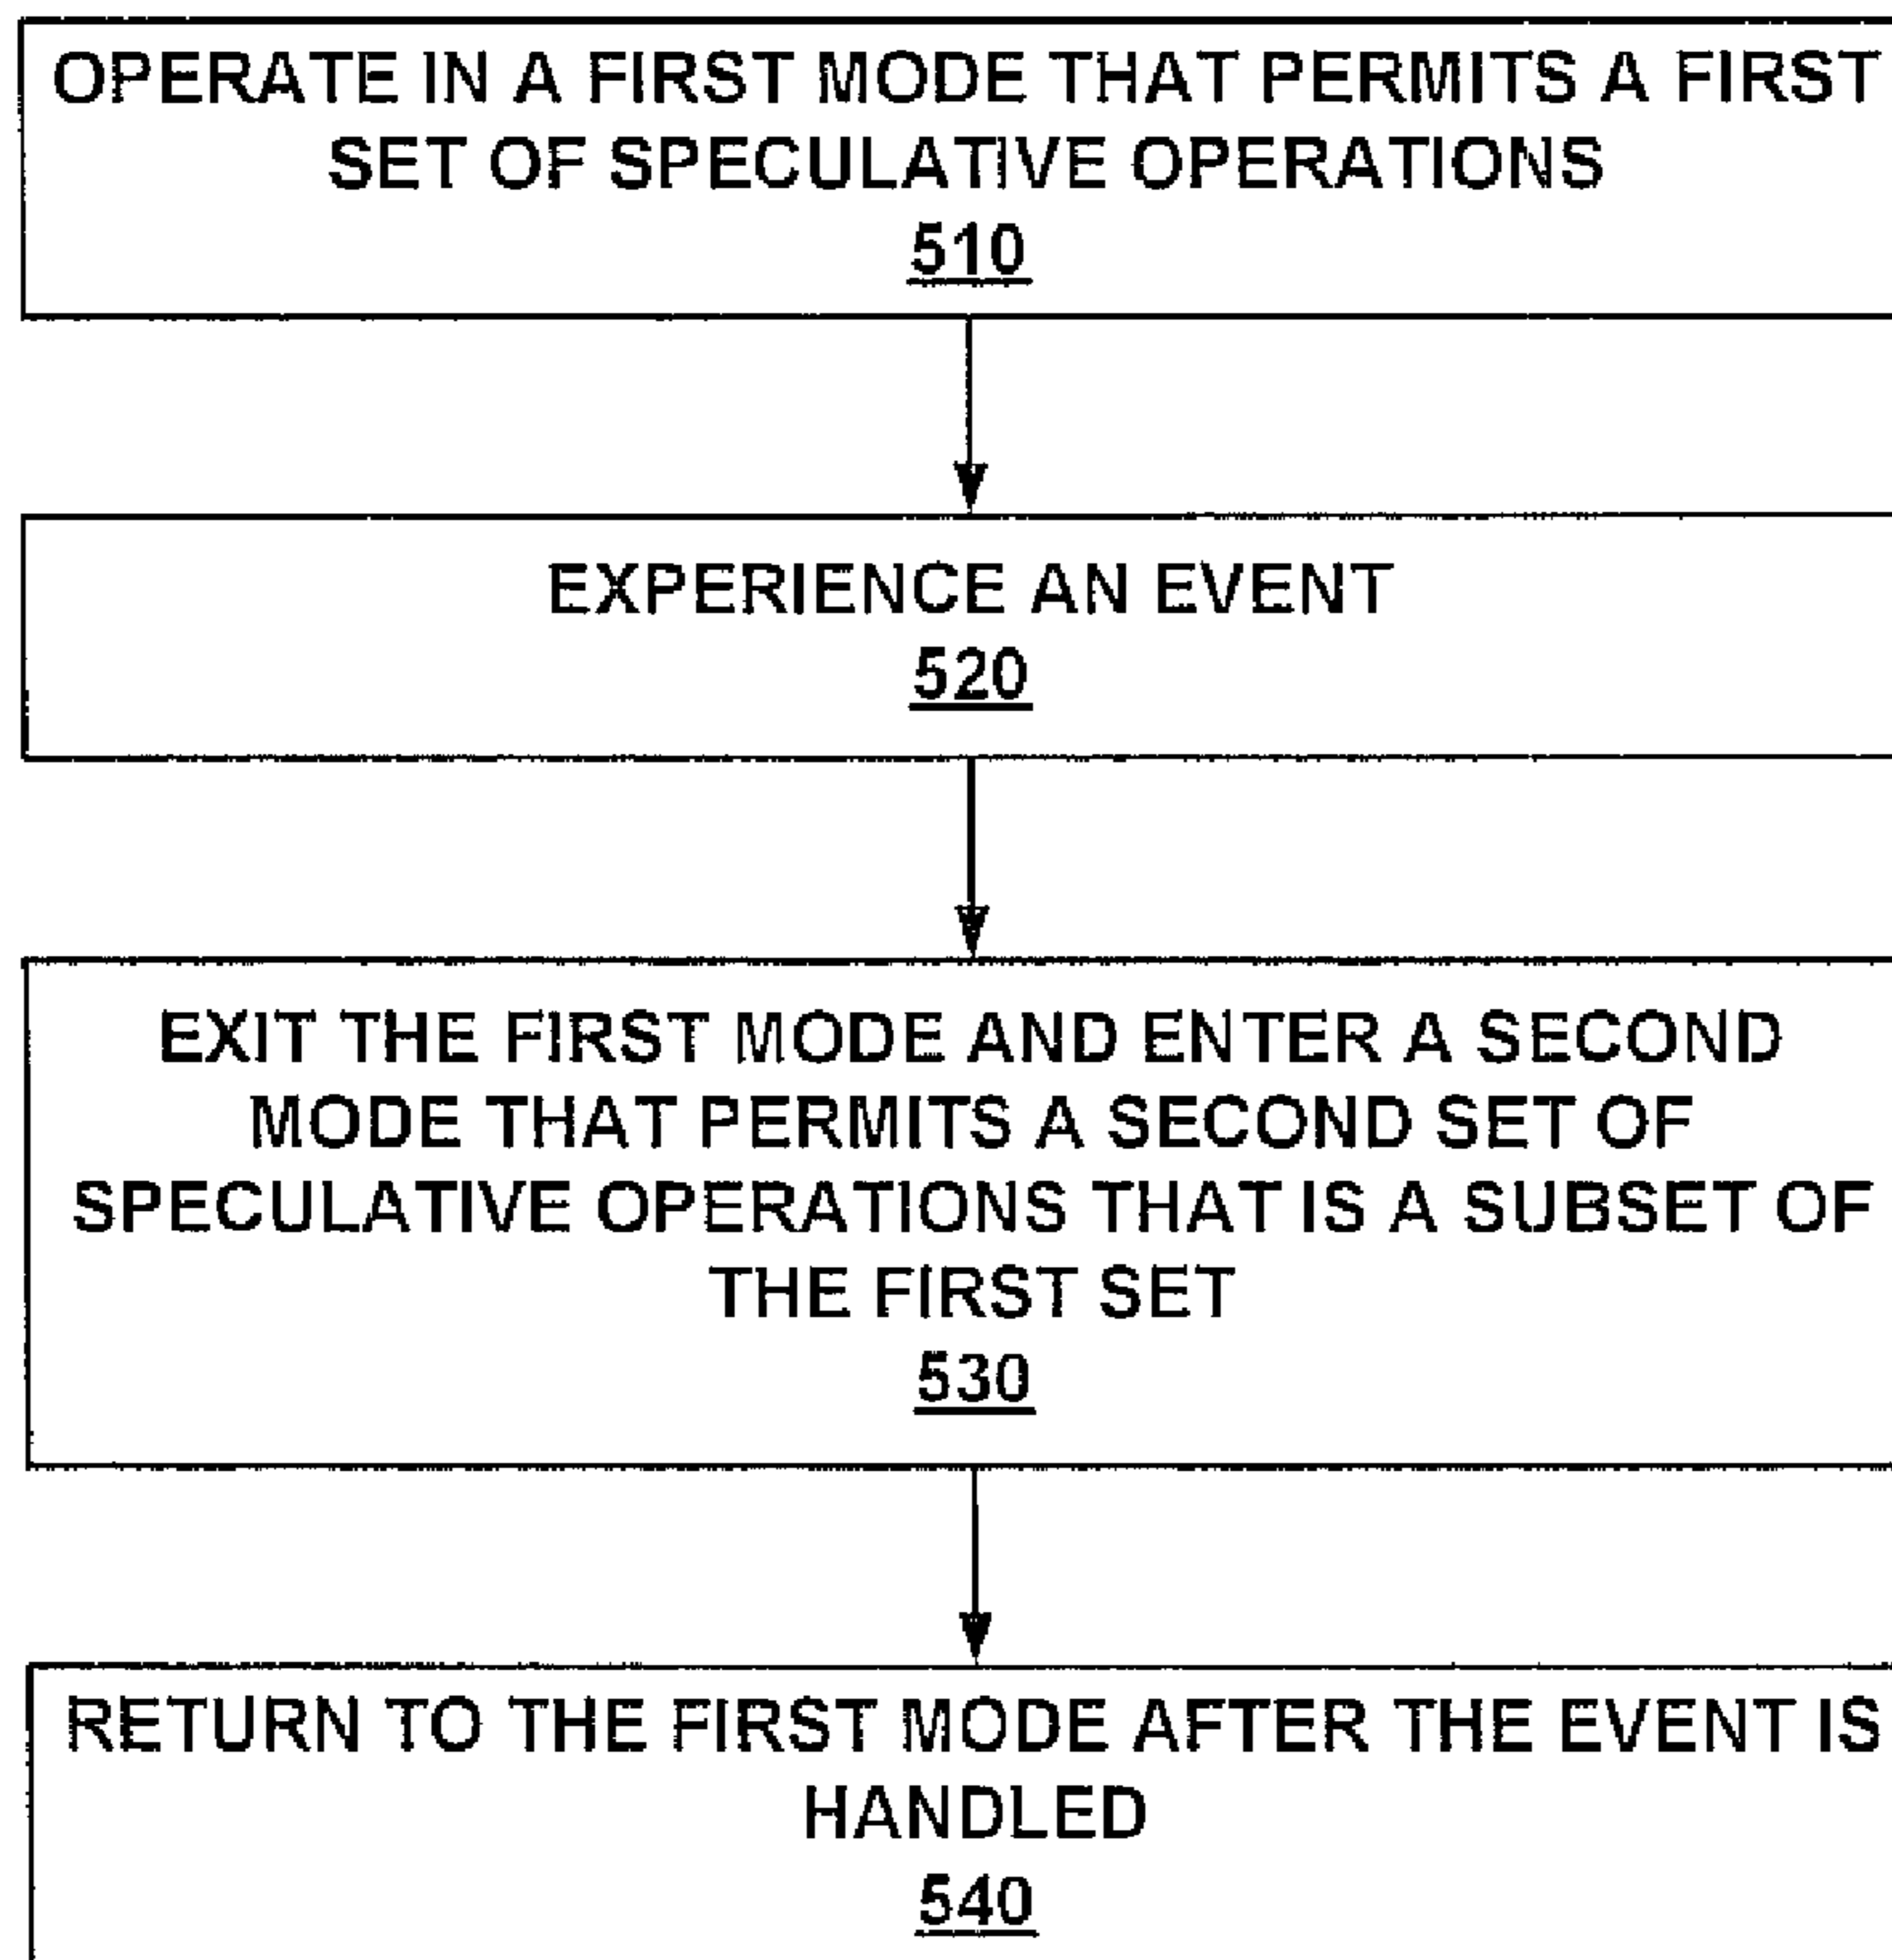 OPERATE IN A FIRST MODE THAT PERMITS A FIRST
SET OF SPECULATIVE OPERATIONS
510
EXPERIENCE AN EVENT
520
EXIT THE FIRST MODE AND ENTER A SECOND
MODE THAT PERMITS A SECOND SET OF
SPECULATIVE OPERATIONS THAT IS A SUBSET OF
THE FIRST SET
530
RETURN TO THE FIRST MODE AFTER THE EVENT IS
HANDLED
540